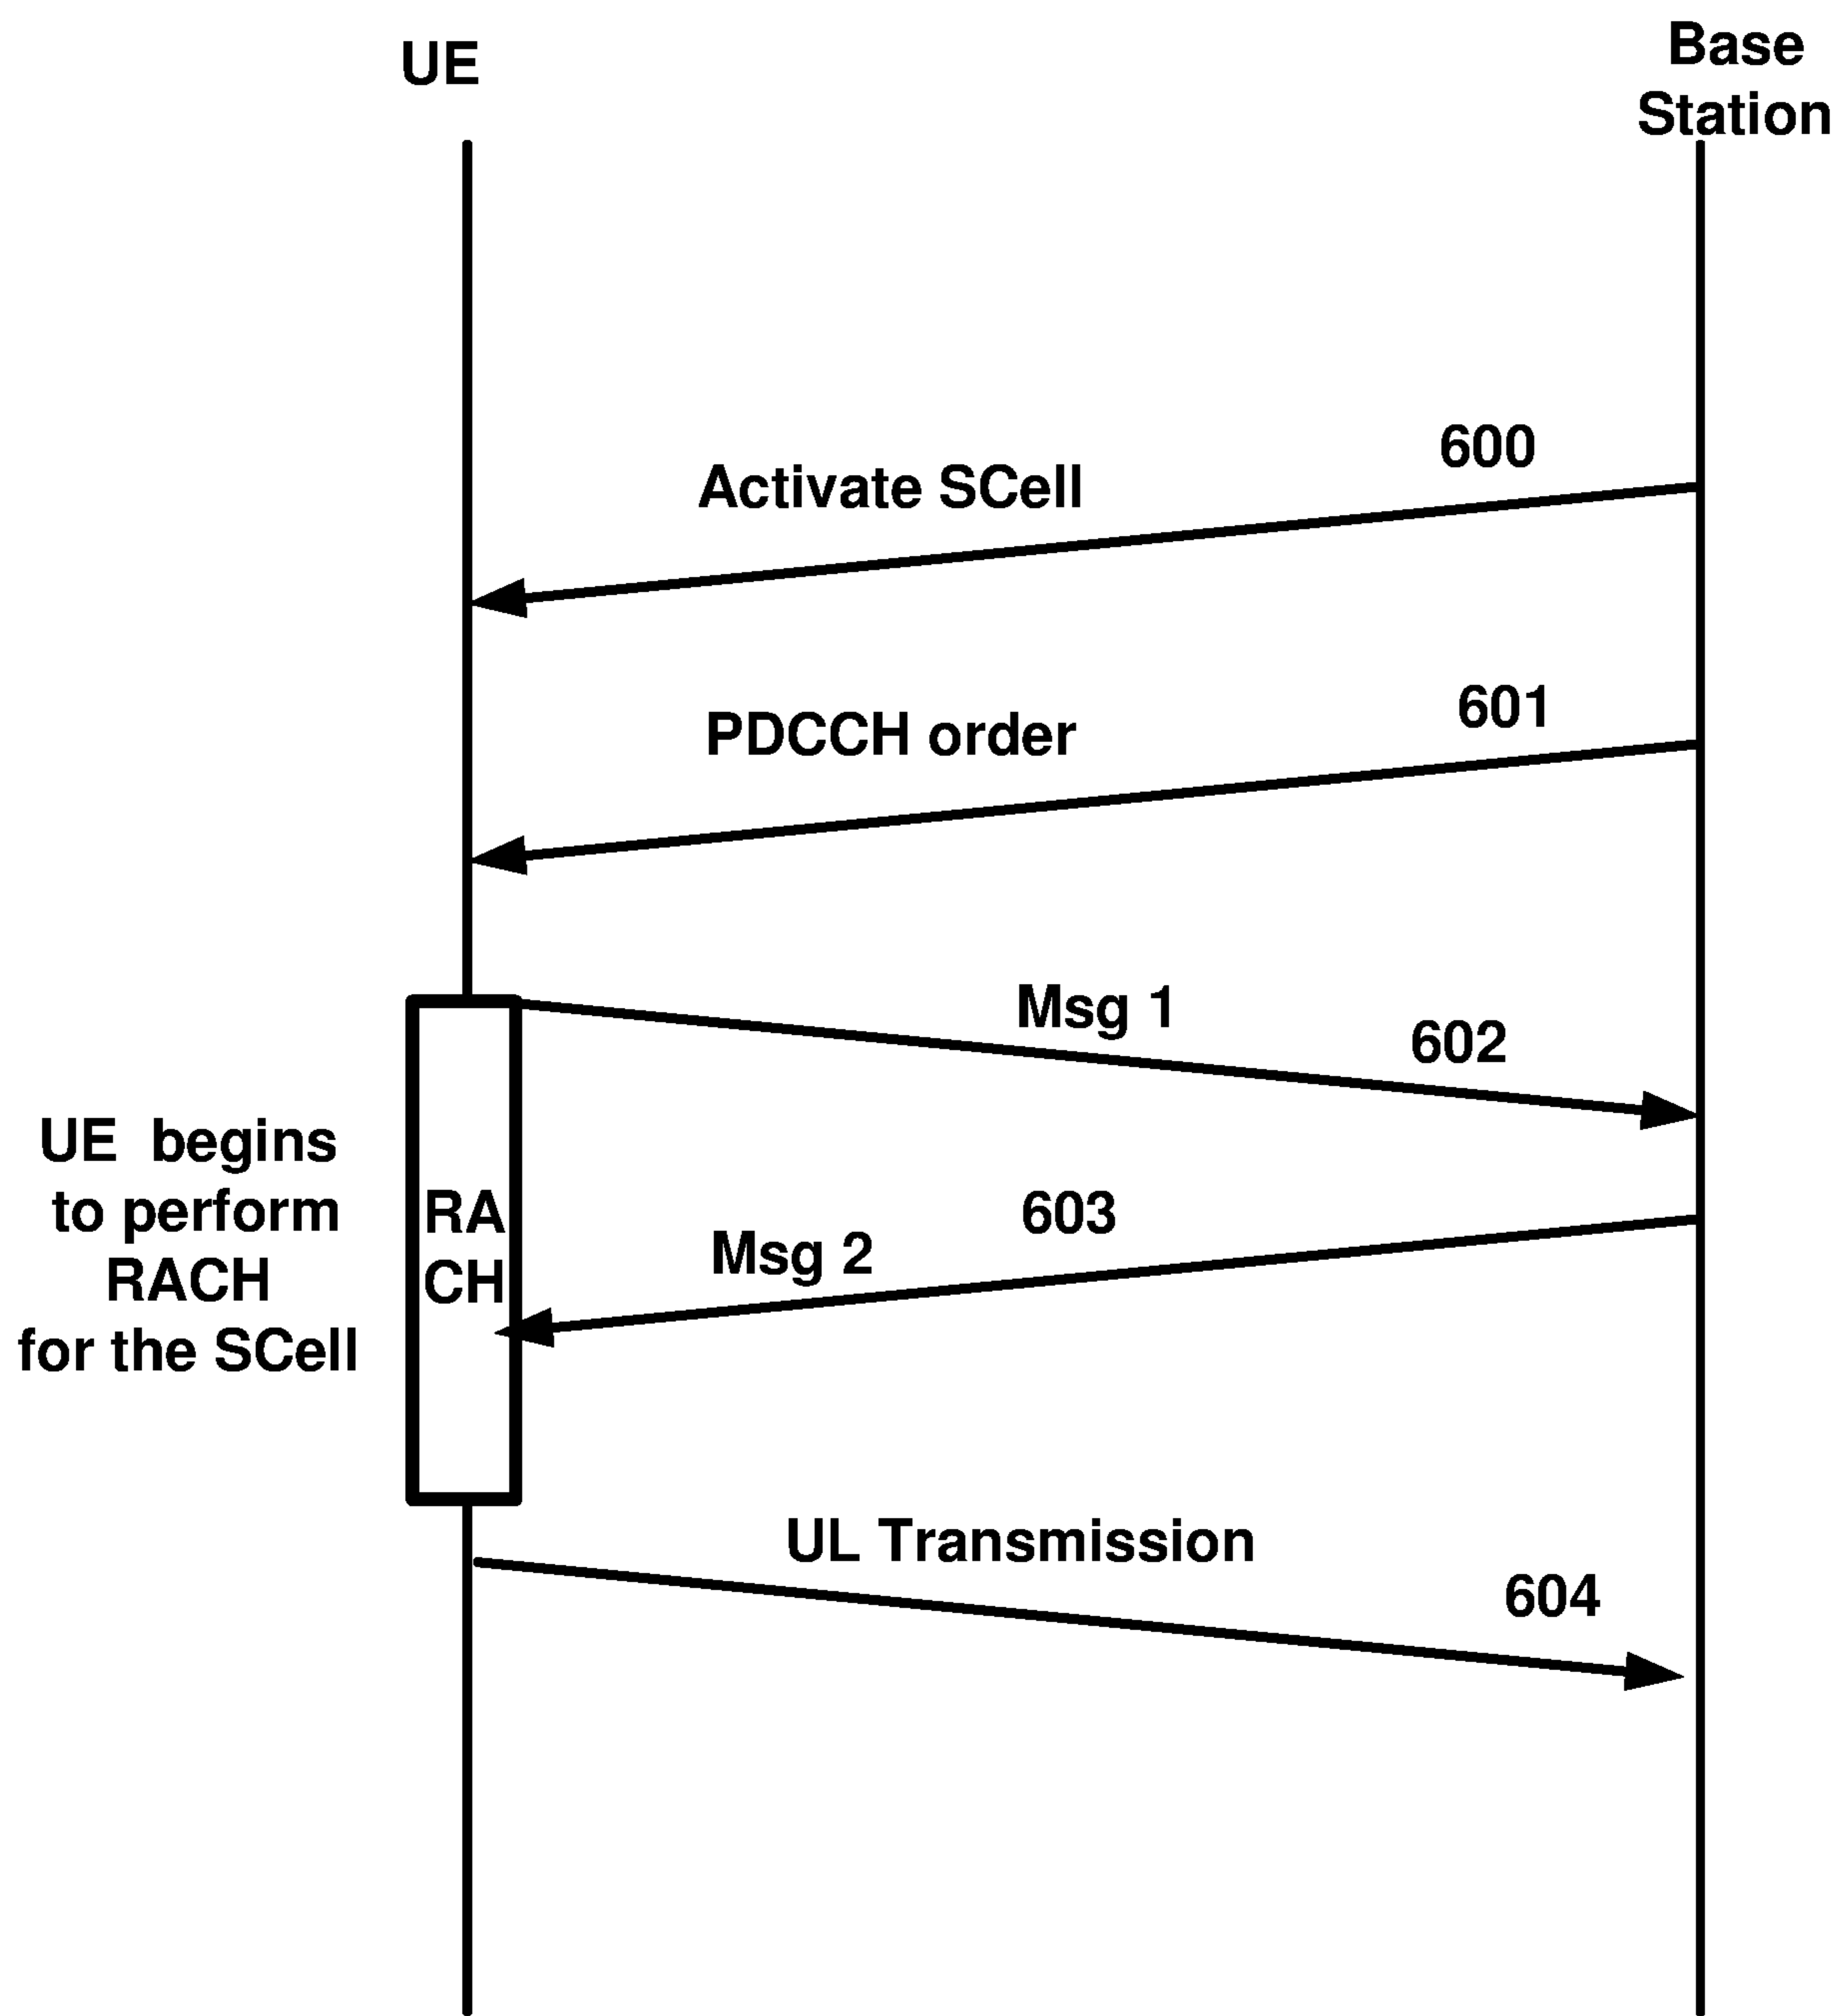 UE
Base
Station
600
Activate SCell
601
PDCCH order
Msg 1
602
UE begins
to perform
RACH
for the SCell
RA
CH
603
Msg 2
UL Transmission
604